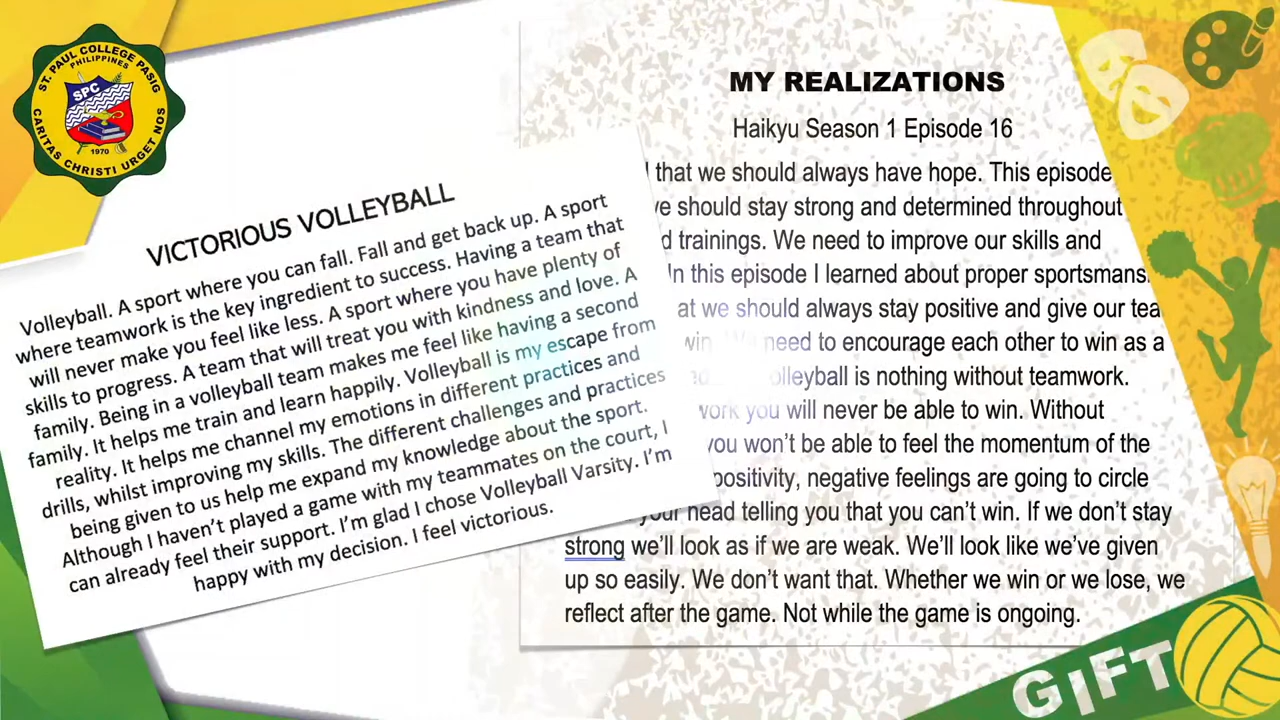 ST. PAUL COLLEGE PASIG
PHILIPPINES
SPC
1970
CARITAS CHRISTI URGET NOS
VICTORIOUS VOLLEYBALL
Volleyball. A sport where you can fall. Fall and get back up. A sport
where teamwork is the key ingredient to success. Having a team that
will never make you feel like less. A sport where you have plenty of
skills to progress. A team that will treat you with kindness and love. A
family. Being in a volleyball team makes me feel like having a second
family. It helps me train and learn happily. Volleyball is my escape from
reality. It helps me channel my emotions in different practices and
drills, whilst improving my skills. The different challenges and practices
being given to us help me expand my knowledge about the sport.
Although I haven't played a game with my teammates on the court, I
can already feel their support. I'm glad I chose Volleyball Varsity. I'm
happy with my decision. I feel victorious.
MY REALIZATIONS
Haikyu Season 1 Episode 16
that we should always have hope. This episode
should stay strong and determined throughout
trainings. We need to improve our skills and
In this episode I learned about proper
we should always stay positive and give our
win. We need to encourage each other to win as a
volleyball is nothing without teamwork.
you will never be able to win. Without
you won't be able to feel the momentum of the
positivity, negative feelings are going to circle
your head telling you that you can't win. If we don't stay
strong we'll look as if we are weak. We'll look like we've given
up so easily. We don't want that. Whether we win or we lose, we
reflect after the game. Not while the game is ongoing.
GIFT